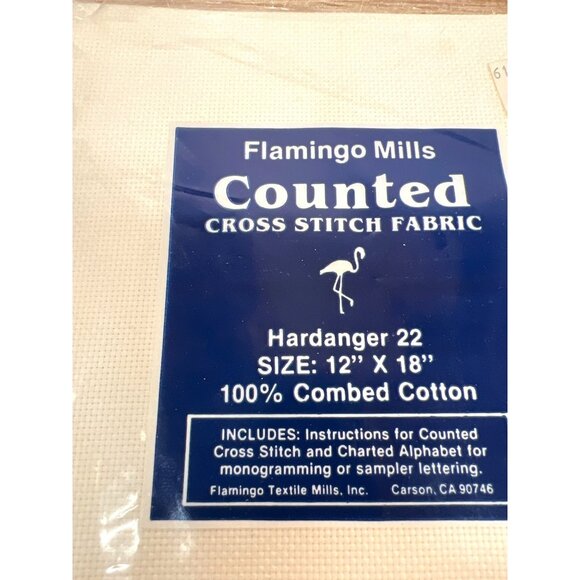 61
Flamingo Mills
Counted
CROSS STITCH FABRIC
Hardanger 22
SIZE: 12" X 18"
100% Combed Cotton
INCLUDES: Instructions for Counted
Cross Stitch and Charted Alphabet for
monogramming or sampler lettering.
Flamingo Textile Mills, Inc. Carson, CA 90746